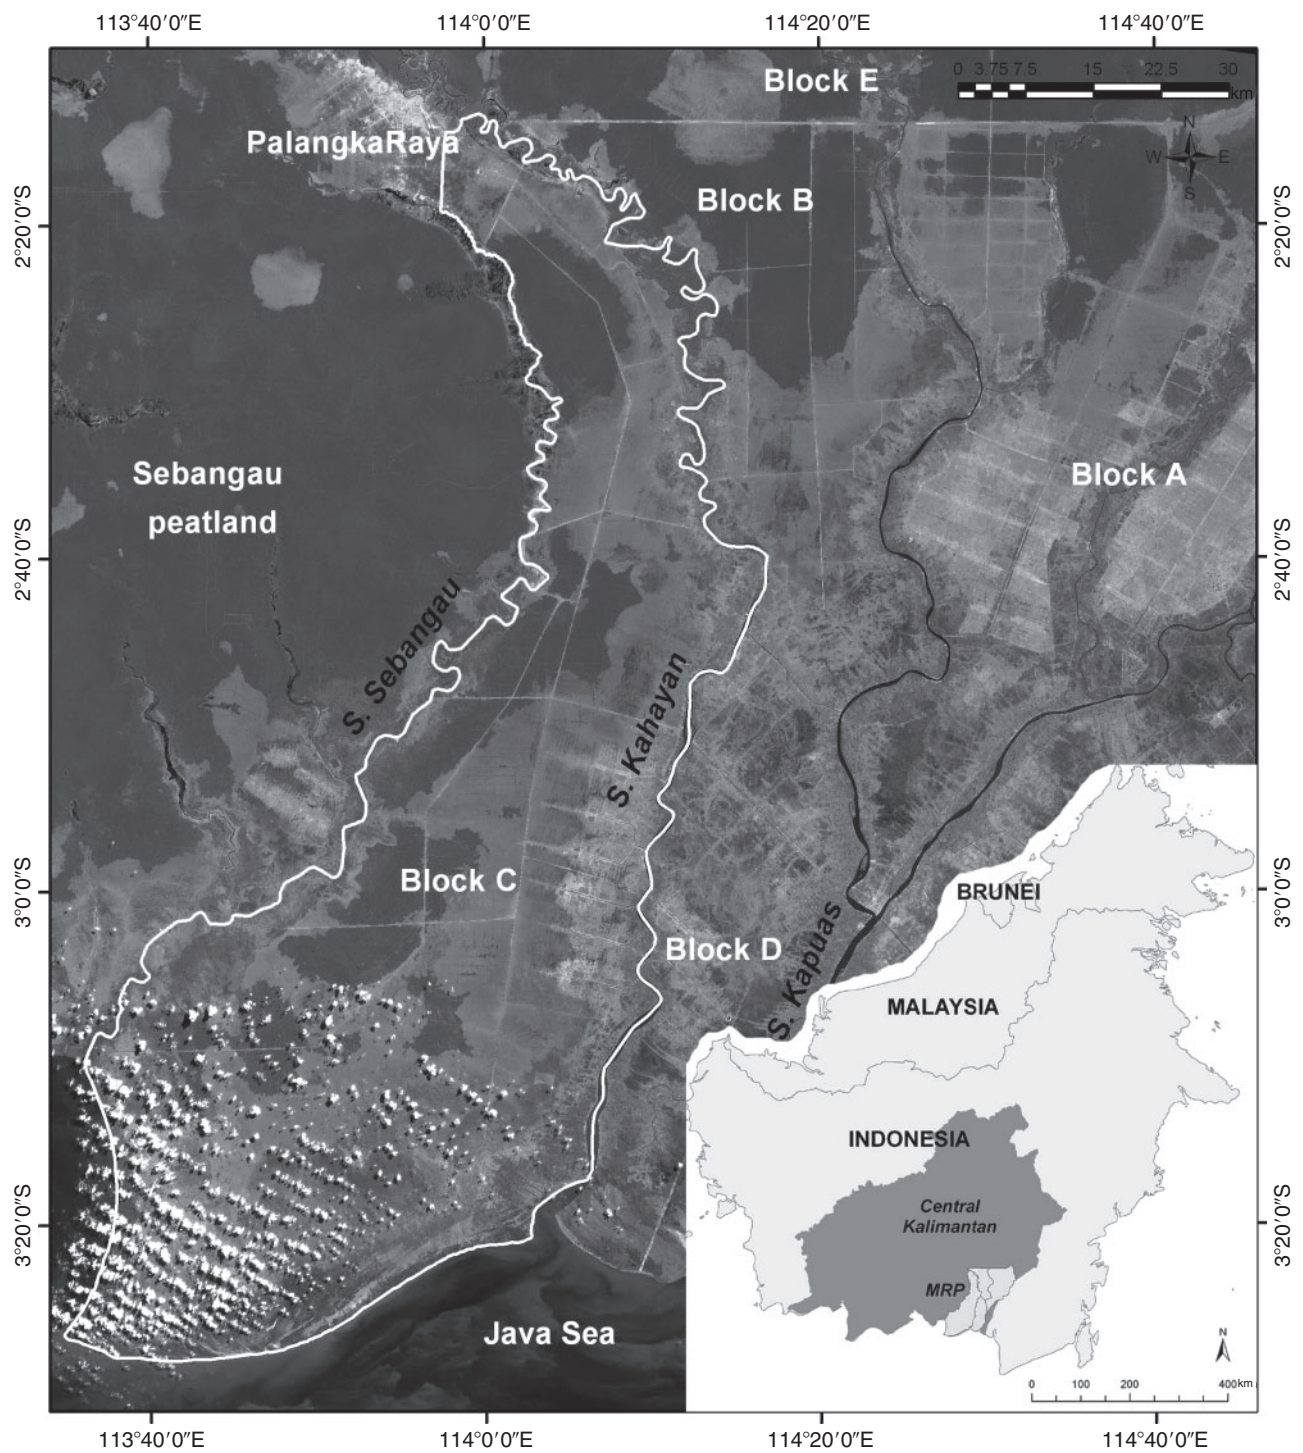 113°40′0″E
114°0′0″E
114°20′0″E
114°40′0″E
Block E
0 3.75 7.5 15 22.5 30
km
N
W E
S
PalangkaRaya
Block B
2°20′0″S
2°20′0″S
Sebangau
peatland
Block A
2°40′0″S
2°40′0″S
S. Sebangau
S. Kahayan
Block C
3°0′0″S
3°0′0″S
BRUNEI
Block D
S. Kapuas
MALAYSIA
INDONESIA
Central
Kalimantan
3°20′0″S
3°20′0″S
MRP
Java Sea
N
0 100 200 400 km
113°40′0″E
114°0′0″E
114°20′0″E
114°40′0″E